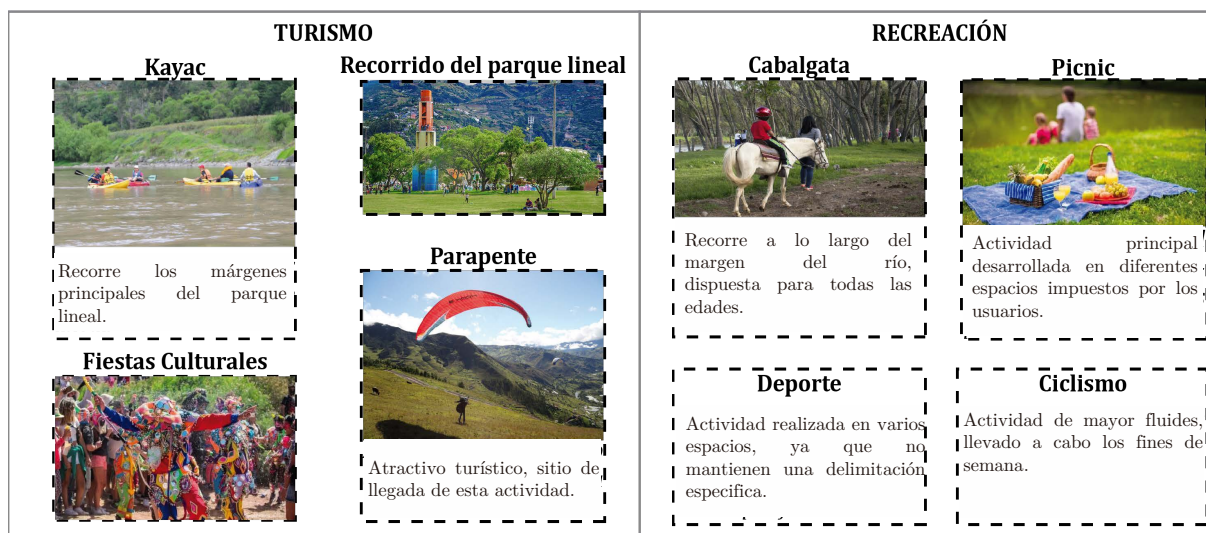 TURISMO
Kayac
Recorre los márgenes
principales del parque
lineal.
Fiestas Culturales
Recorrido del parque lineal
Parapente
Atractivo turístico, sitio de
llegada de esta actividad.
RECREACIÓN
Cabalgata
Recorre a lo largo del
margen del río,
dispuesta para todas las
edades.
Picnic
Actividad principal
desarrollada en diferentes
espacios impuestos por los
usuarios.
Deporte
Actividad realizada en varios
espacios, ya que no
mantienen una delimitación
especifica.
Ciclismo
Actividad de mayor fluides,
llevado a cabo los fines de
semana.